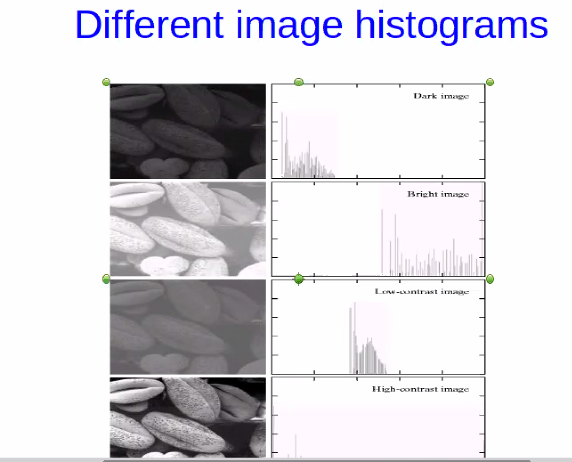 Different image histograms
Dark image
Bright image
Low-contrast image
High-contrast image